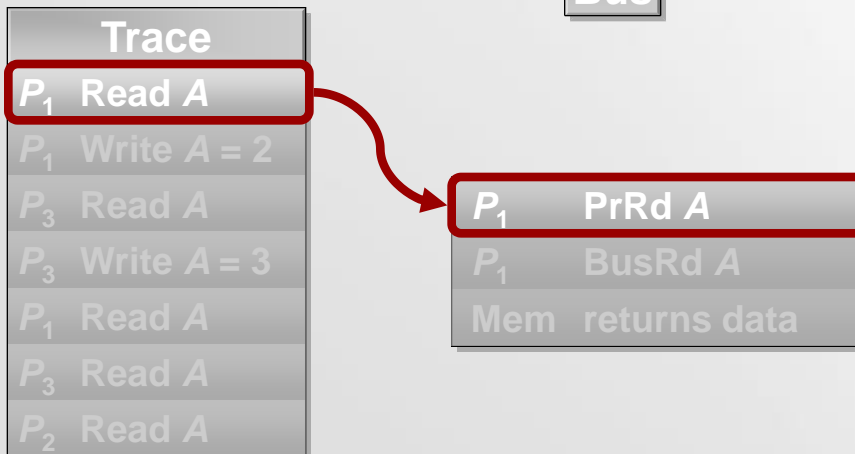 Bus
Trace
P1 Read A
P1 Write A = 2
P3 Read A
P3 Write A = 3
P1 Read A
P3 Read A
P2 Read A
P1 PrRd A
P1 BusRd A
Mem returns data